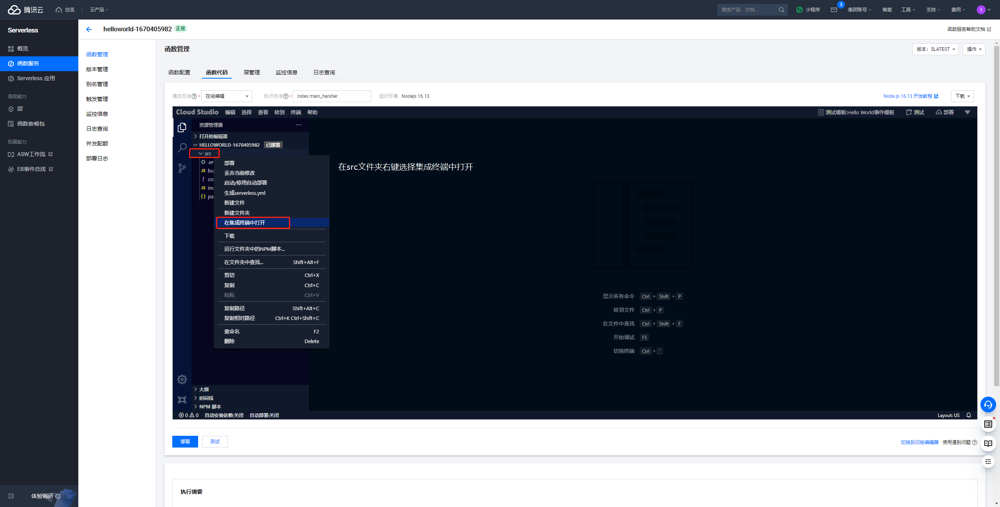 腾讯云 总览 云产品 搜索产品、文档... 小程序 3 集团账号 备案 工具 支持 费用 1
Serverless
概览
函数服务
Serverless 应用
高级能力
层
函数套餐包
拓展能力
ASW工作流
EB事件总线
体验调研
helloworld-1670405982 正常 函数服务帮助文档
函数管理
版本管理
别名管理
触发管理
监控信息
日志查询
并发配额
部署日志
函数管理 版本：$LATEST 操作
函数配置 函数代码 层管理 监控信息 日志查询
提交方法 * 在线编辑 执行方法 * index.main_handler 运行环境 Nodejs 16.13 Node.js 16.13 开发教程 下载
Cloud Studio 编辑 选择 查看 转到 终端 帮助 测试模板:Hello World事件模板 测试 部署
资源管理器 ...
打开的编辑器
HELLOWORLD-1670405982 已部署
src
.en
JS bu
! co
JS ind
{} pa
部署
丢弃当前修改
启动/停用自动部署
生成serverless.yml
新建文件
新建文件夹
在集成终端中打开
下载
运行文件夹中的NPM脚本...
在文件夹中查找... Shift+Alt+F
剪切 Ctrl+X
复制 Ctrl+C
粘贴 Ctrl+V
复制路径 Shift+Alt+C
复制相对路径 Ctrl+K Ctrl+Shift+C
重命名 F2
删除 Delete
在src文件夹右键选择集成终端中打开
显示所有命令 Ctrl + Shift + P
转到文件 Ctrl + P
在文件中查找 Ctrl + Shift + F
开始调试 F5
切换终端 Ctrl + `
大纲
时间线
NPM 脚本
0 0 自动安装依赖:关闭 自动部署:关闭 Layout: US
部署 测试 切换到旧版编辑器 使用遇到问题
执行摘要